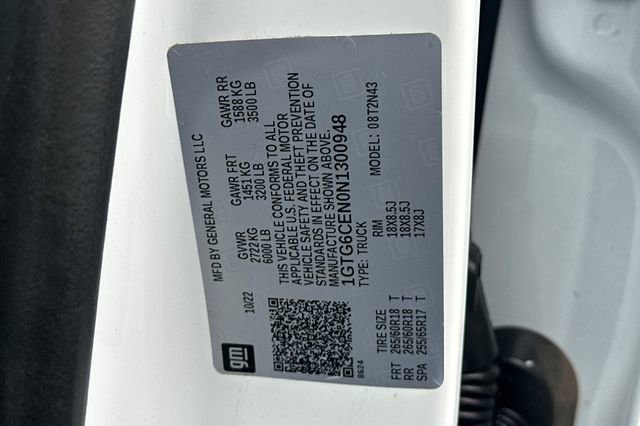 MFD BY GENERAL MOTORS LLC
10/22
GVWR GAWR FRT GAWR RR
2722KG 1451 KG 1588 KG
6000 LB 3200 LB 3500 LB
THIS VEHICLE CONFORMS TO ALL
APPLICABLE U.S. FEDERAL MOTOR
VEHICLE SAFETY AND THEFT PREVENTION
STANDARDS IN EFFECT ON THE DATE OF
MANUFACTURE SHOWN ABOVE.
1GTG6CEN0N1300948
TYPE: TRUCK MODEL: 08T2N43
gm
8624
TIRE SIZE RIM
FRT 265/60R18 T 18X8.5J
RR 265/60R18 T 18X8.5J
SPA 255/65R17 T 17X8J